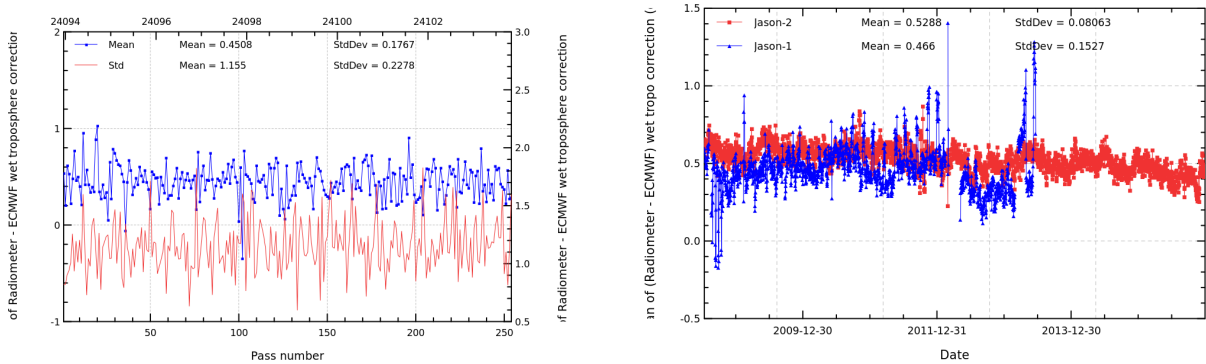 24094 24096 24098 24100 24102
2 3.0
Mean Mean = 0.4508 StdDev = 0.1767
Std Mean = 1.155 StdDev = 0.2278
2.5
1 2.0
1.5
0
1.0
-1 0.5
50 100 150 200 250
Pass number
of Radiometer - ECMWF wet troposphere correction
of Radiometer - ECMWF wet troposphere correction
1.5
Jason-2 Mean = 0.5288 StdDev = 0.08063
Jason-1 Mean = 0.466 StdDev = 0.1527
1.0
0.5
0.0
-0.5
2009-12-30 2011-12-31 2013-12-30
Date
of (Radiometer - ECMWF) wet tropo correction (